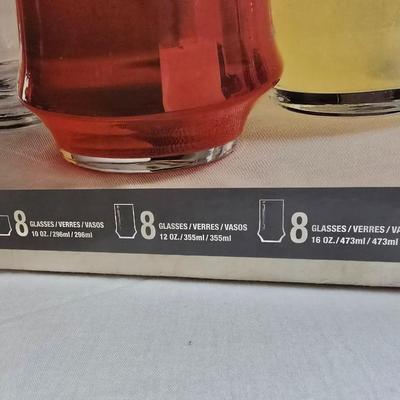 8 GLASSES / VERRES / VASOS
10 OZ. / 296ml / 296ml
8 GLASSES / VERRES / VASOS
12 OZ. / 355ml / 355ml
8 GLASSES / VERRES / VA
16 OZ. / 473ml / 473ml